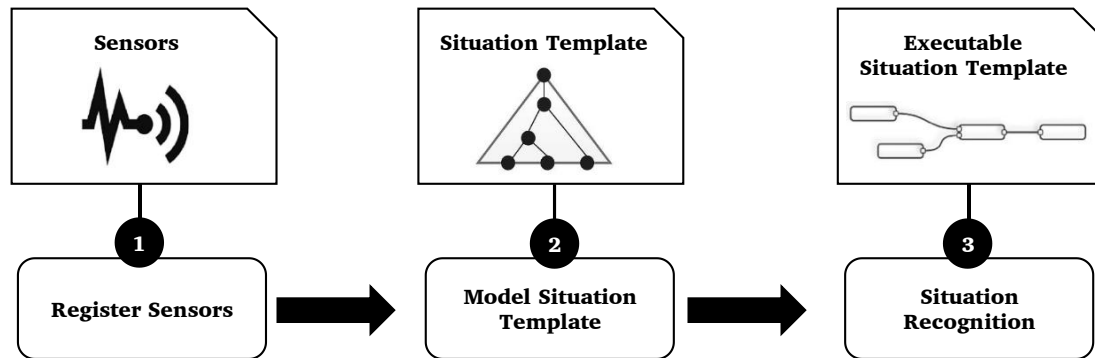 Sensors
Situation Template
Executable
Situation Template
1
2
3
Register Sensors
Model Situation
Template
Situation
Recognition